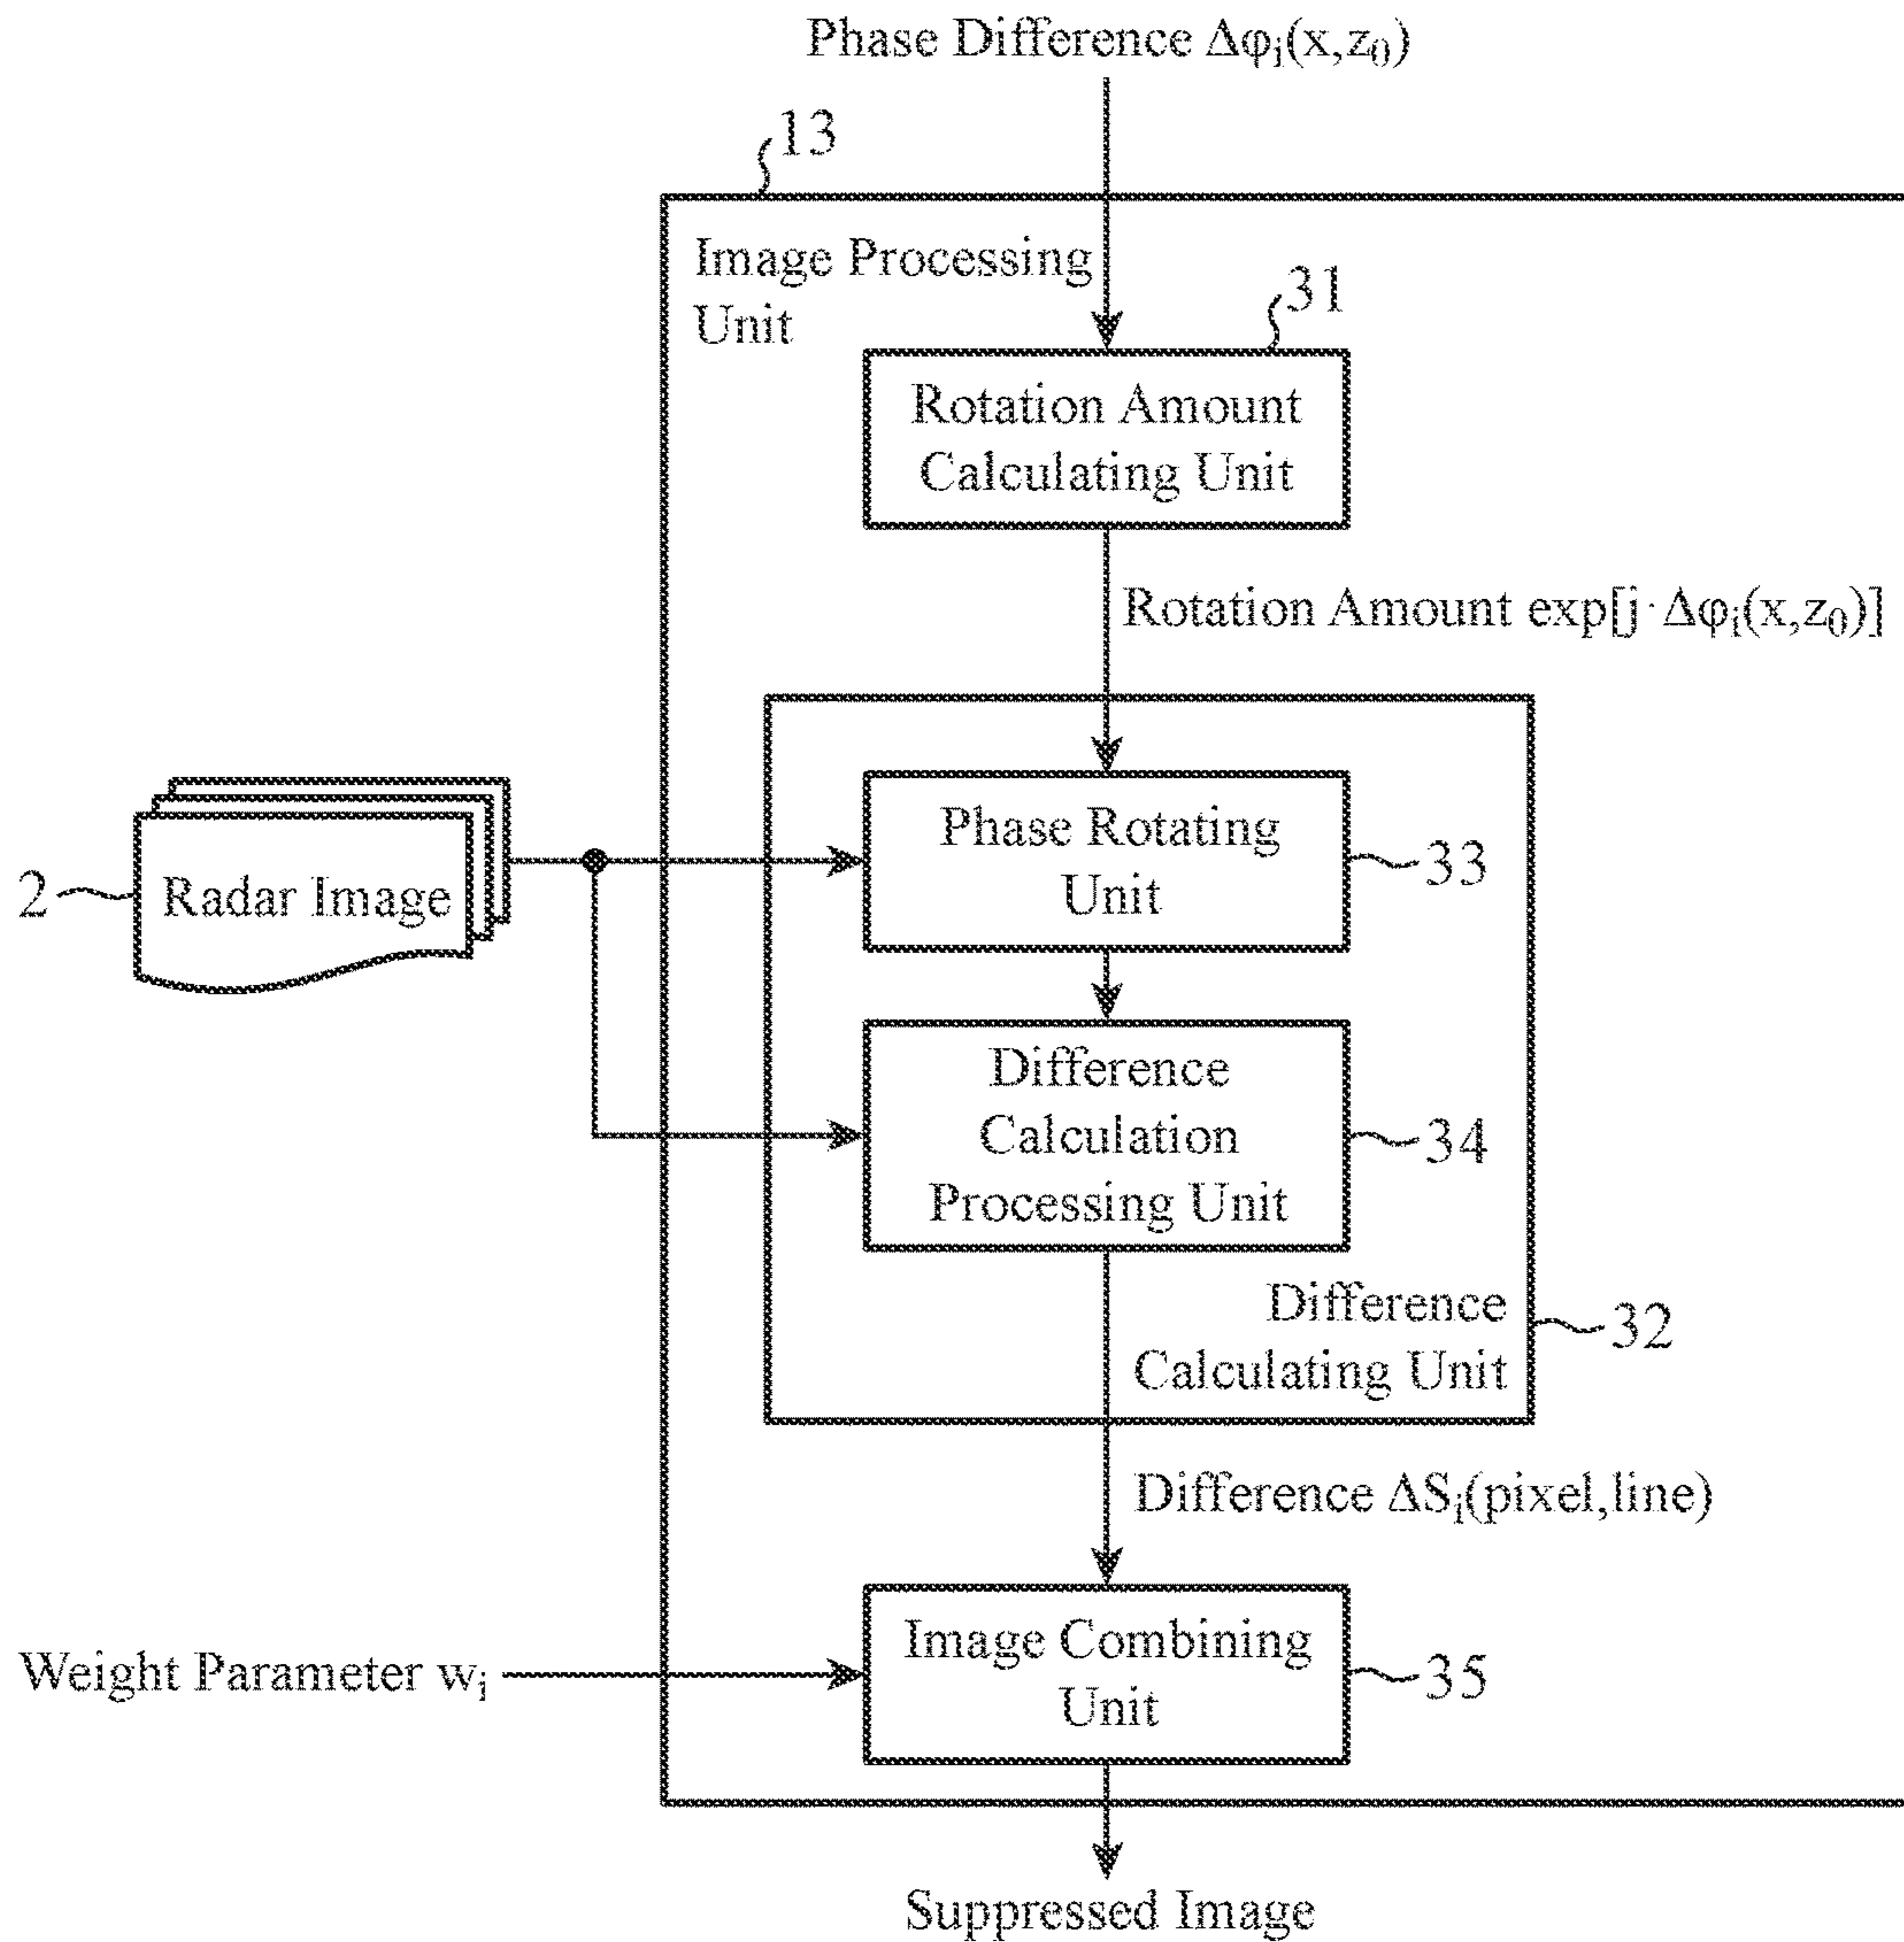 Phase Difference Δφi(x,z0)
13
Image Processing
Unit
31
Rotation Amount
Calculating Unit
Rotation Amount exp[j·Δφi(x,z0)]
2
Radar Image
Phase Rotating
Unit
33
Difference
Calculation
Processing Unit
34
Difference
Calculating Unit
32
Difference ΔSi(pixel,line)
Weight Parameter wi
Image Combining
Unit
35
Suppressed Image